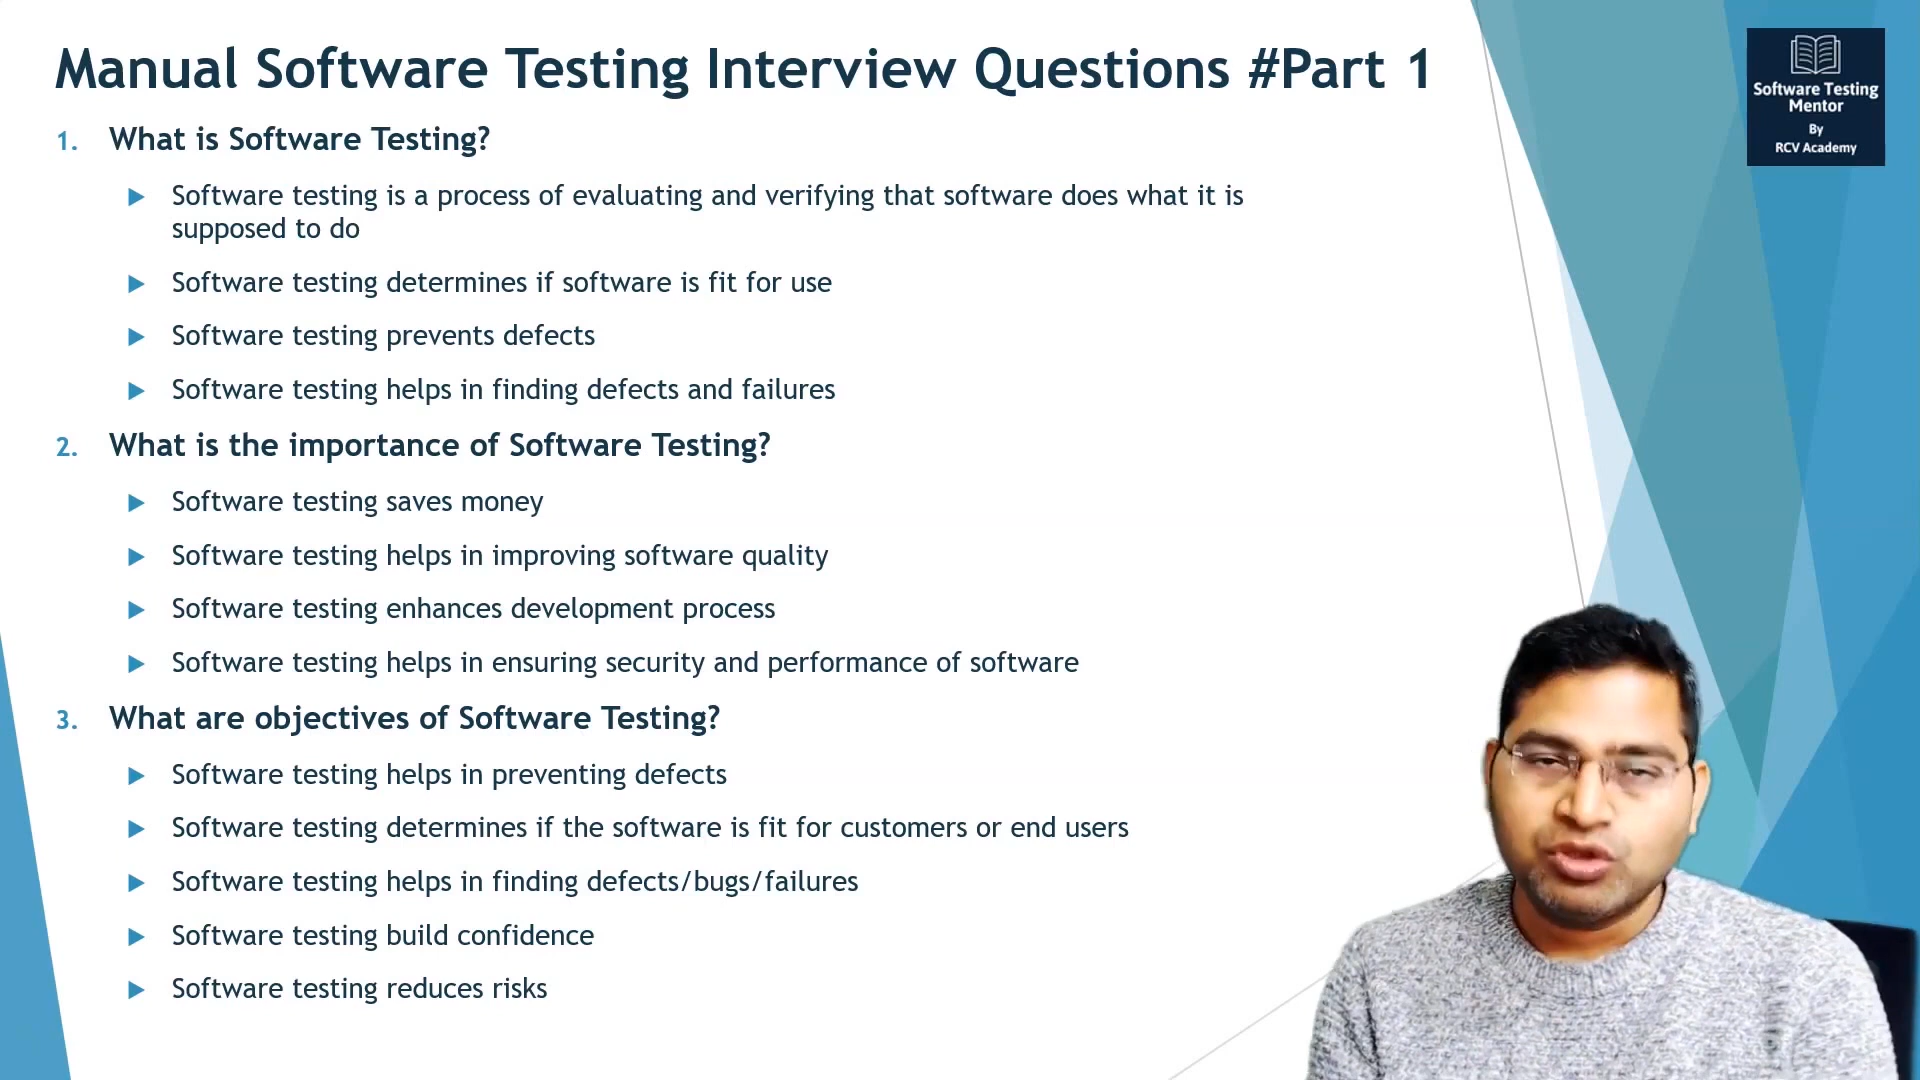 Manual Software Testing Interview Questions #Part 1
Software Testing
Mentor
By
RCV Academy
1. What is Software Testing?
Software testing is a process of evaluating and verifying that software does what it is
supposed to do
Software testing determines if software is fit for use
Software testing prevents defects
Software testing helps in finding defects and failures
2. What is the importance of Software Testing?
Software testing saves money
Software testing helps in improving software quality
Software testing enhances development process
Software testing helps in ensuring security and performance of software
3. What are objectives of Software Testing?
Software testing helps in preventing defects
Software testing determines if the software is fit for customers or end users
Software testing helps in finding defects/bugs/failures
Software testing build confidence
Software testing reduces risks